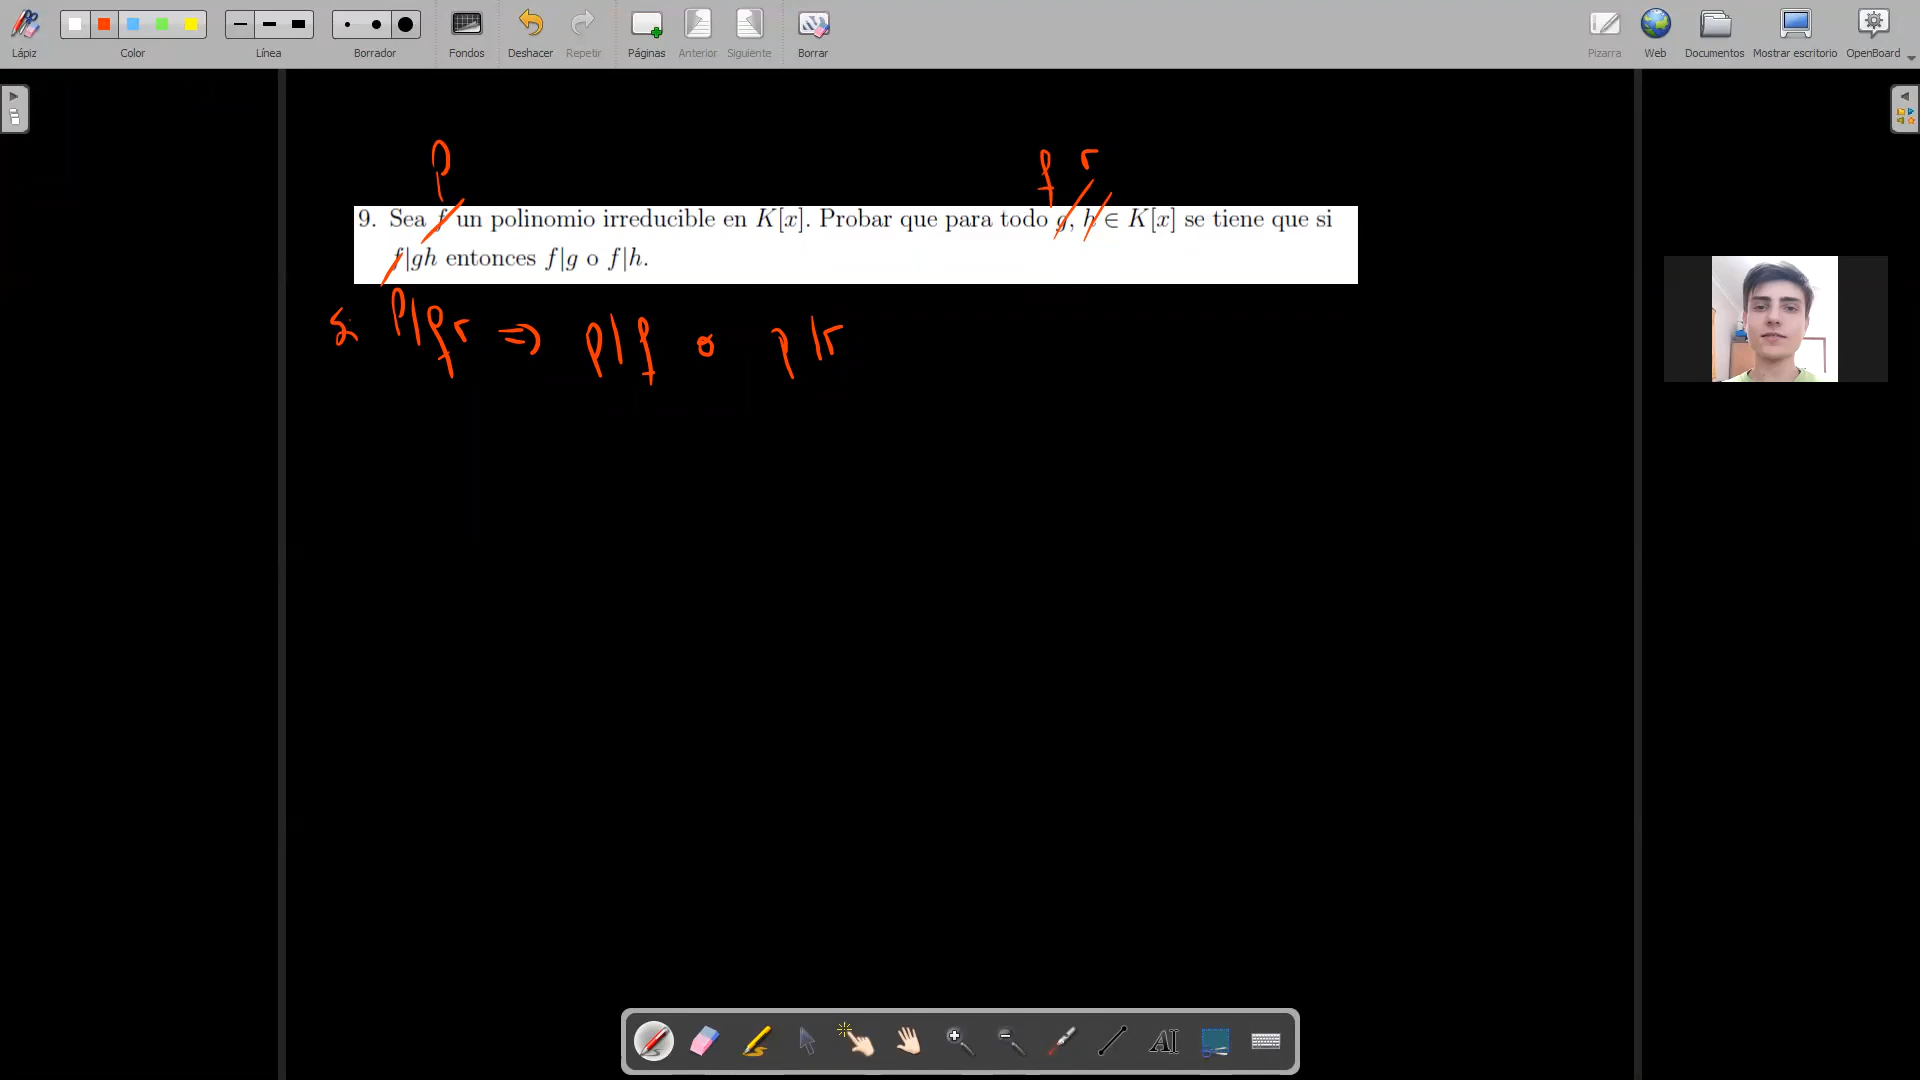 Lápiz Color Línea Borrador Fondos Deshacer Repetir Páginas Anterior Siguiente Borrar Pizarra Web Documentos Mostrar escritorio OpenBoard
p f r
9. Sea f un polinomio irreducible en K[x]. Probar que para todo g, h ∈ K[x] se tiene que si
f|gh entonces f|g o f|h.
Si p|fr ⇒ p|f o p|r
AI